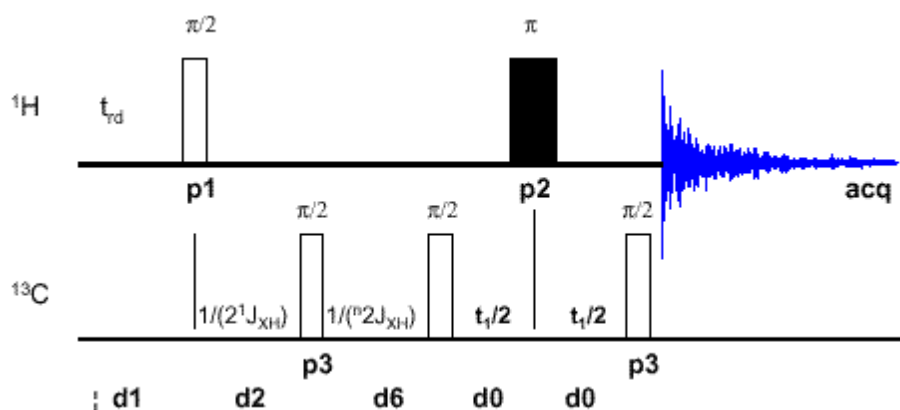 π/2 π
¹H t_rd
p1 p2 acq
π/2 π/2 π/2
¹³C 1/(2¹J_XH) 1/(ⁿ2J_XH) t₁/2 t₁/2
p3 p3
d1 d2 d6 d0 d0